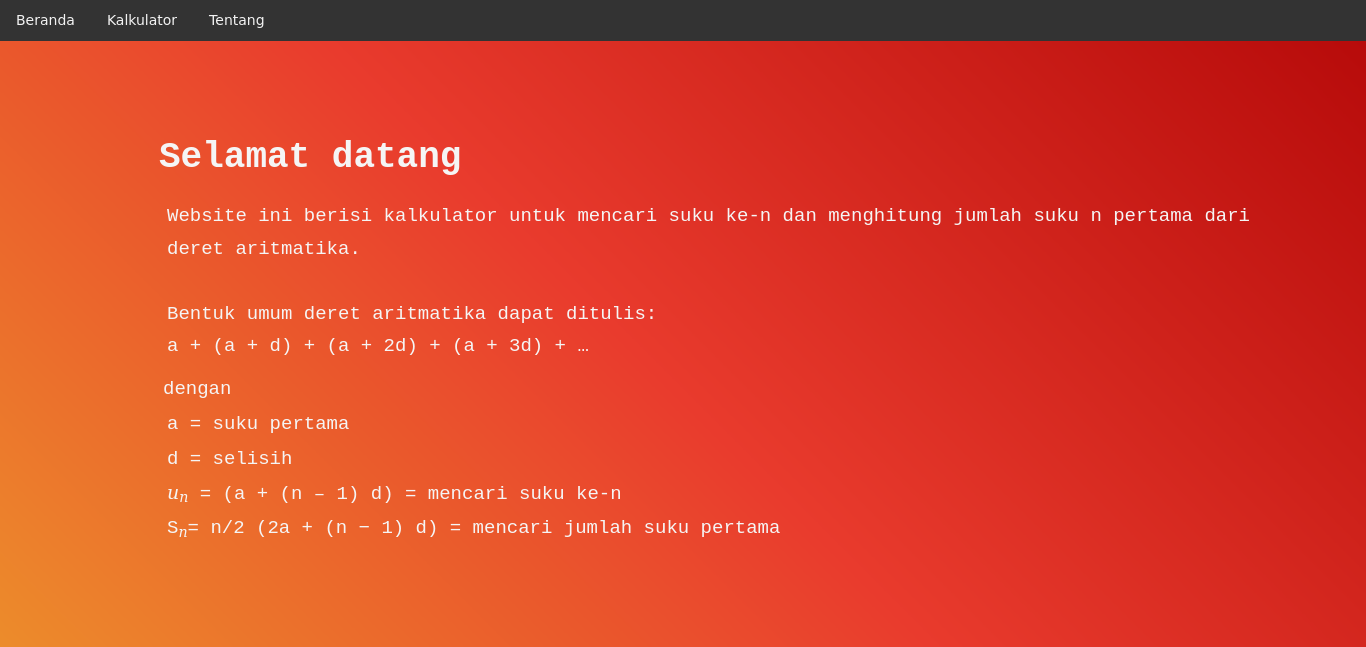 Beranda Kalkulator Tentang
Selamat datang
Website ini berisi kalkulator untuk mencari suku ke-n dan menghitung jumlah suku n pertama dari
deret aritmatika.
Bentuk umum deret aritmatika dapat ditulis:
a + (a + d) + (a + 2d) + (a + 3d) + …
dengan
a = suku pertama
d = selisih
uₙ = (a + (n – 1) d) = mencari suku ke-n
Sₙ= n/2 (2a + (n − 1) d) = mencari jumlah suku pertama